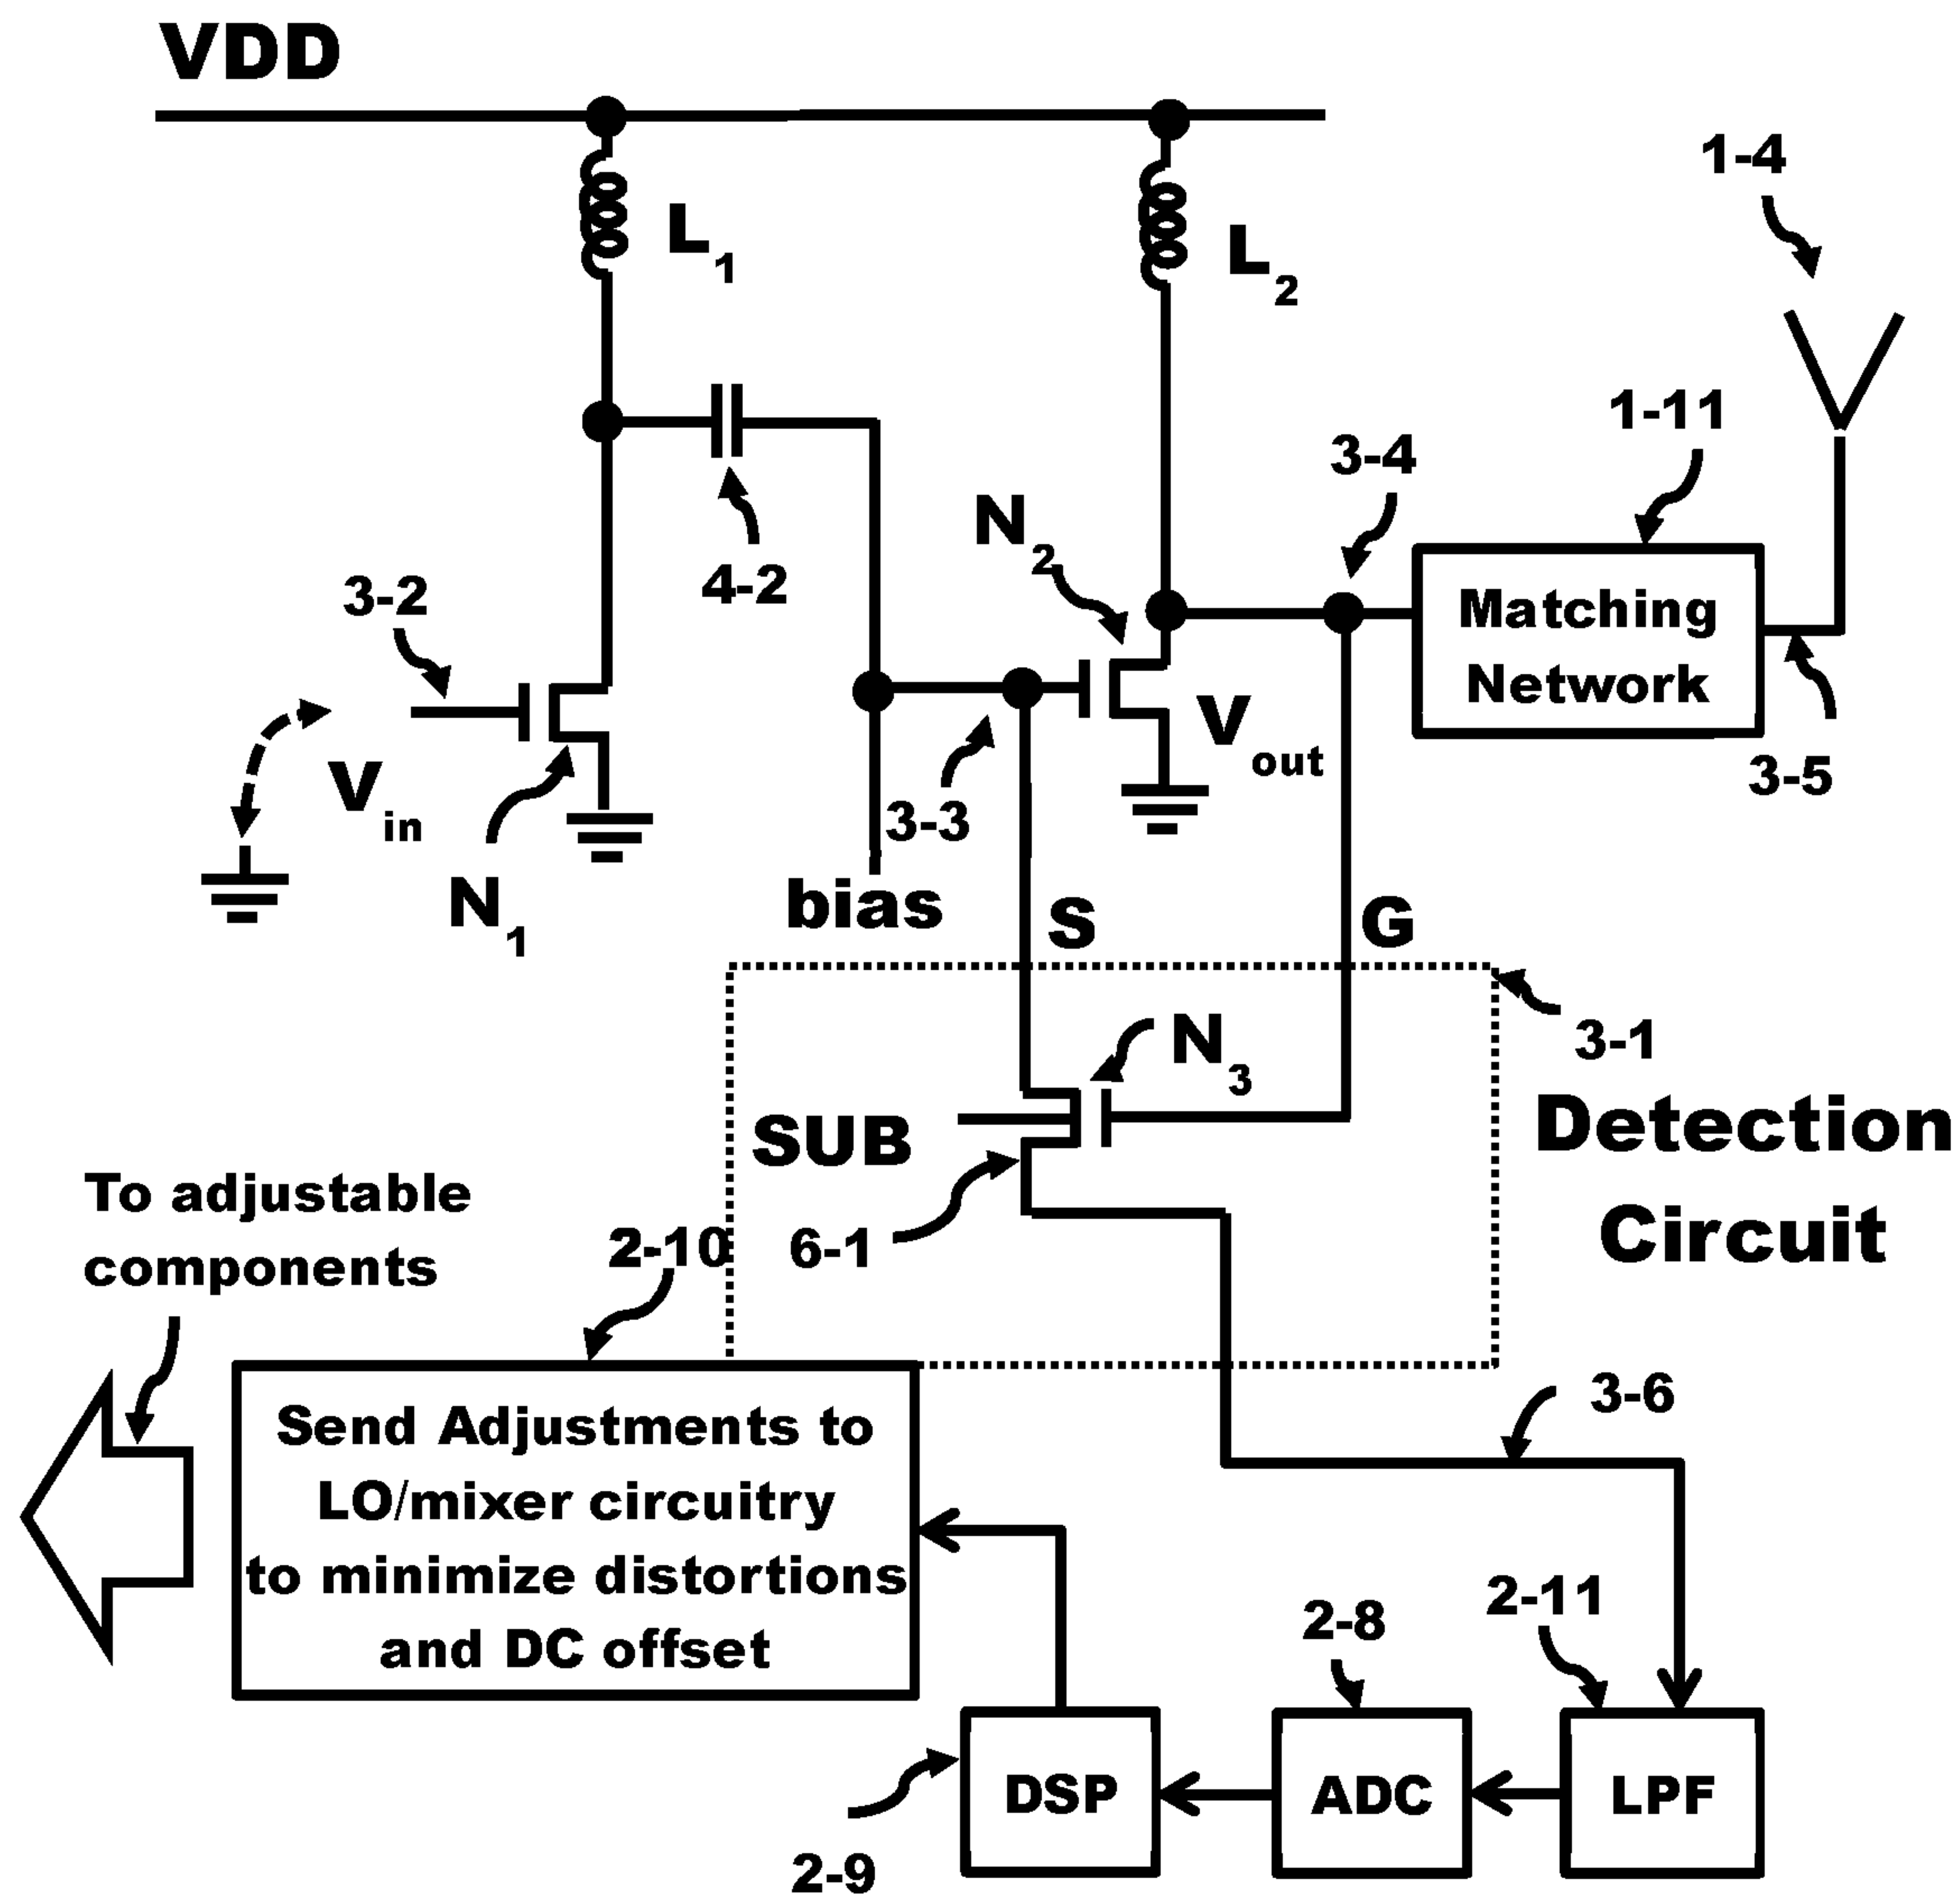 VDD
1-4
L1
L2
1-11
3-4
N2
4-2
3-2
Matching
Network
Vout
3-5
Vin
3-3
N1
bias
S
G
N3
3-1
SUB
Detection
Circuit
To adjustable
components
2-10
6-1
3-6
Send Adjustments to
LO/mixer circuitry
to minimize distortions
and DC offset
2-11
2-8
DSP
ADC
LPF
2-9